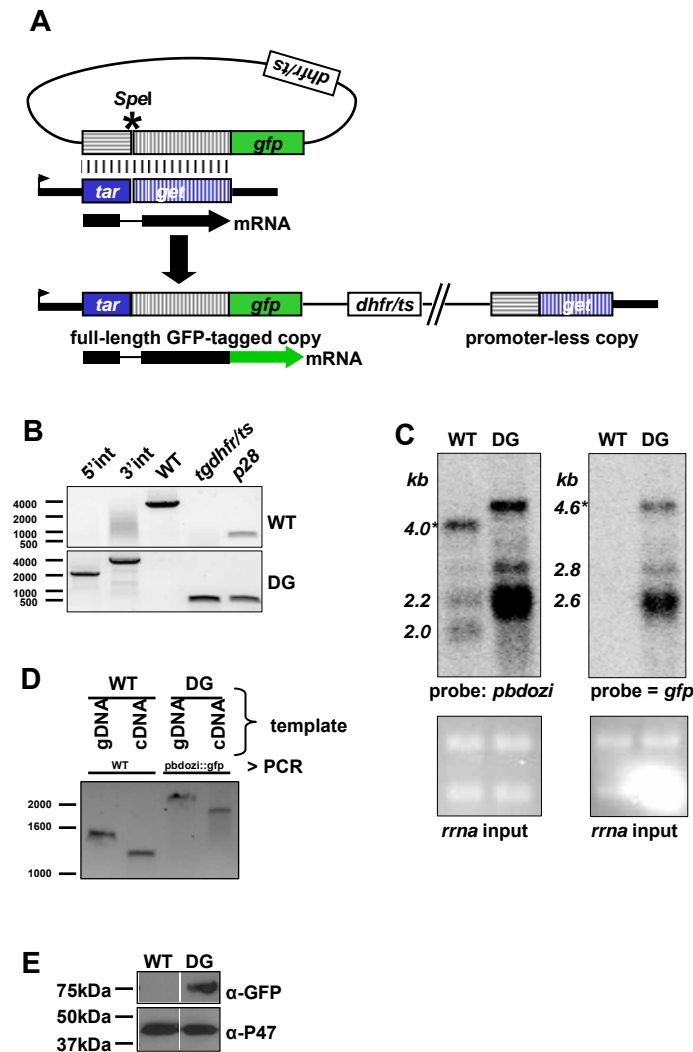 A
dhfr/ts
SpeI
*
gfp
tar get
mRNA
tar gfp dhfr/ts get
full-length GFP-tagged copy promoter-less copy
mRNA
B
5'int 3'int WT tgdhfr/ts p28
4000
2000
1000
500
WT
4000
2000
1000
500
DG
C
WT DG WT DG
kb
4.0* 4.6*
2.8
2.2 2.6
2.0
probe: pbdozi probe = gfp
rrna input rrna input
D
WT DG
gDNA cDNA gDNA cDNA
template
WT pbdozi::gfp > PCR
2000
1600
1000
E
WT DG
75kDa α-GFP
50kDa
37kDa α-P47